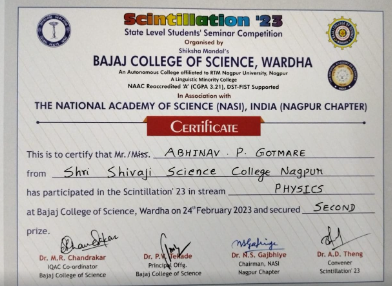 Scintillation '23
State Level Students' Seminar Competition
Organised by
Shiksha Mandal's
BAJAJ COLLEGE OF SCIENCE, WARDHA
An Autonomous College affiliated to RTM Nagpur University, Nagpur
A Linguistic Minority College
NAAC Reaccredited 'A' (CGPA 3.21), DST-FIST Supported
In Association with
THE NATIONAL ACADEMY OF SCIENCE (NASI), INDIA (NAGPUR CHAPTER)
CERTIFICATE
This is to certify that Mr./Miss. ABHINAV . P. GOTMARE
from Shri Shivaji Science College Nagpur
has participated in the Scintillation' 23 in stream PHYSICS
at Bajaj College of Science, Wardha on 24th February 2023 and secured SECOND
prize.
Dr. M.R. Chandrakar
IQAC Co-ordinator
Bajaj College of Science
Dr. P.V. Tekade
Principal Offg.
Bajaj College of Science
Dr. N.S. Gajbhiye
Chairman, NASI
Nagpur Chapter
Dr. A.D. Theng
Convener
Scintillation' 23